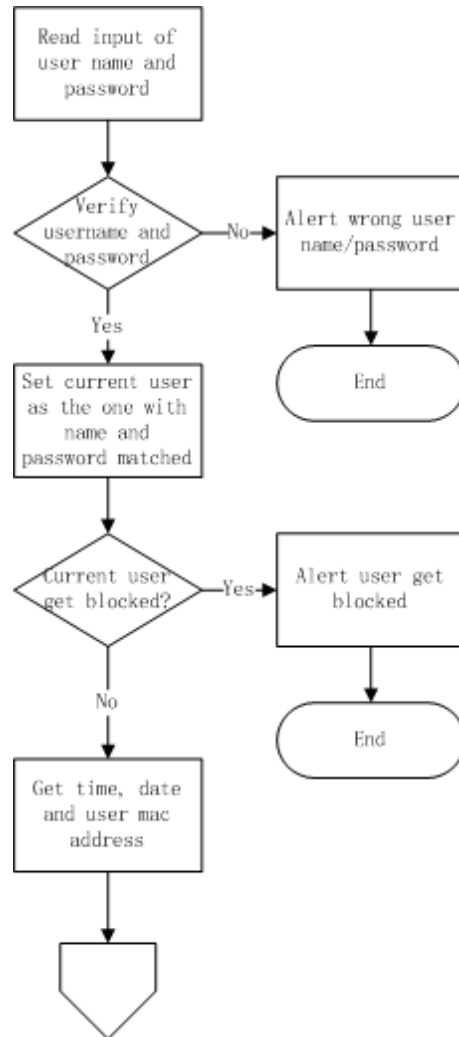 Read input of
user name and
password
Verify
username and
password
No
Alert wrong user
name/password
Yes
End
Set current user
as the one with
name and
password matched
Current user
get blocked?
Yes
Alert user get
blocked
No
End
Get time, date
and user mac
address